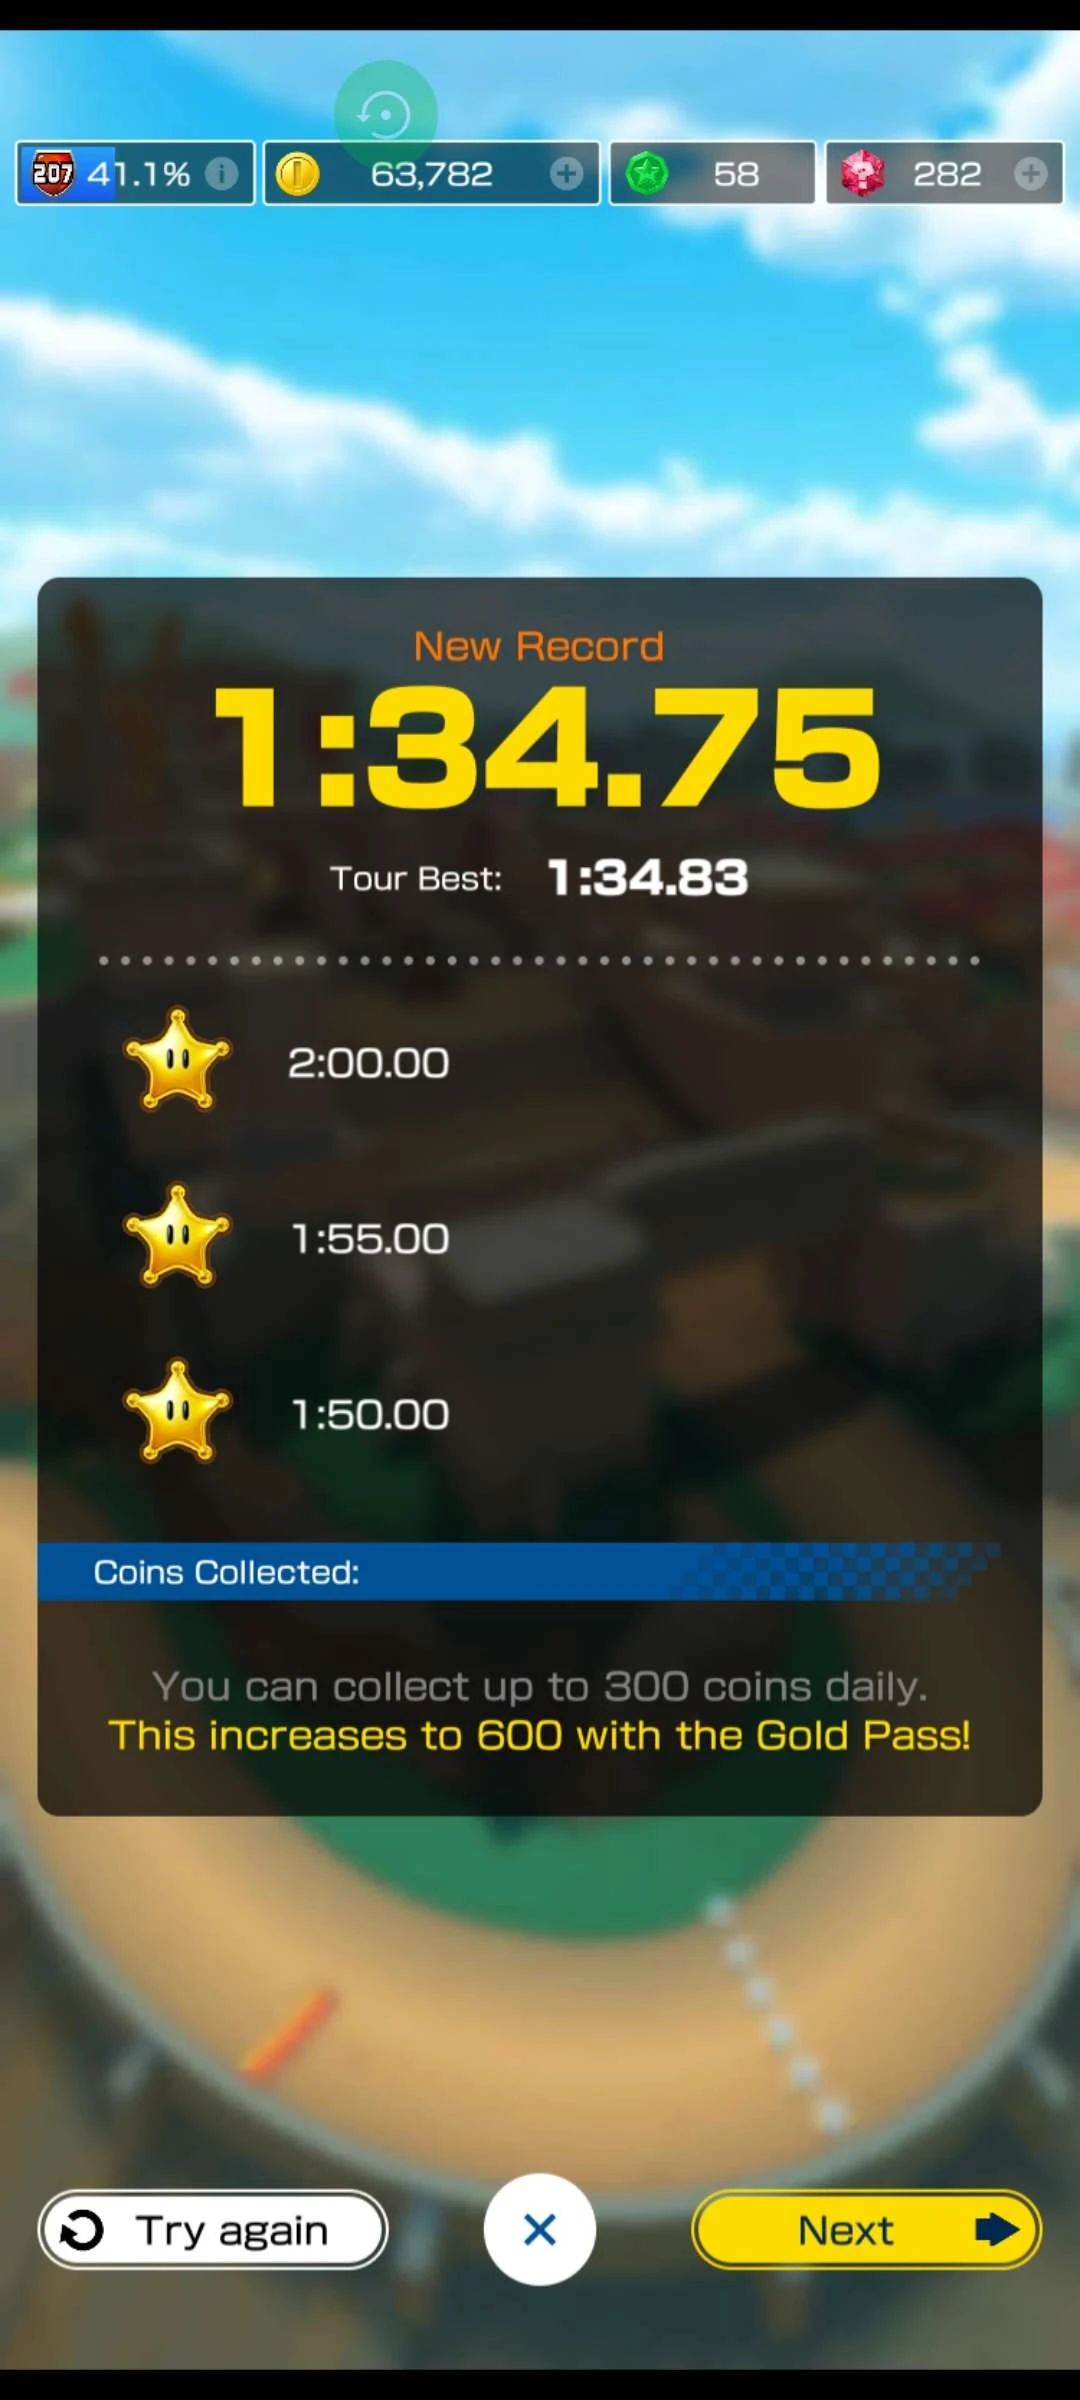 207 41.1% i 63,782 + 58 282 +
New Record
1:34.75
Tour Best: 1:34.83
2:00.00
1:55.00
1:50.00
Coins Collected:
You can collect up to 300 coins daily.
This increases to 600 with the Gold Pass!
Try again
Next